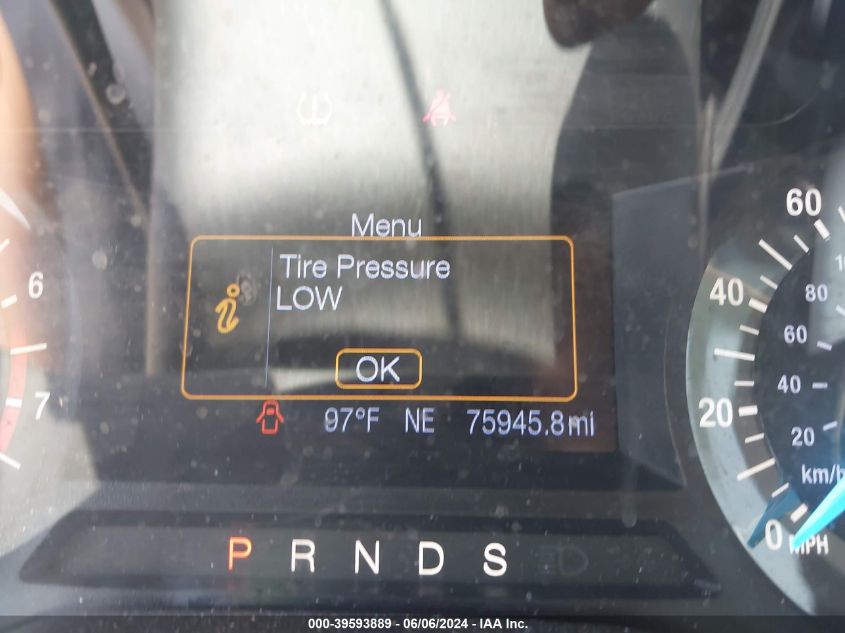 Menu
Tire Pressure
LOW
OK
97°F NE 75945.8mi
P R N D S
6
7
60
40
20
0 MPH
80
60
40
20
km/h
000-39593889 - 06/06/2024 - IAA Inc.